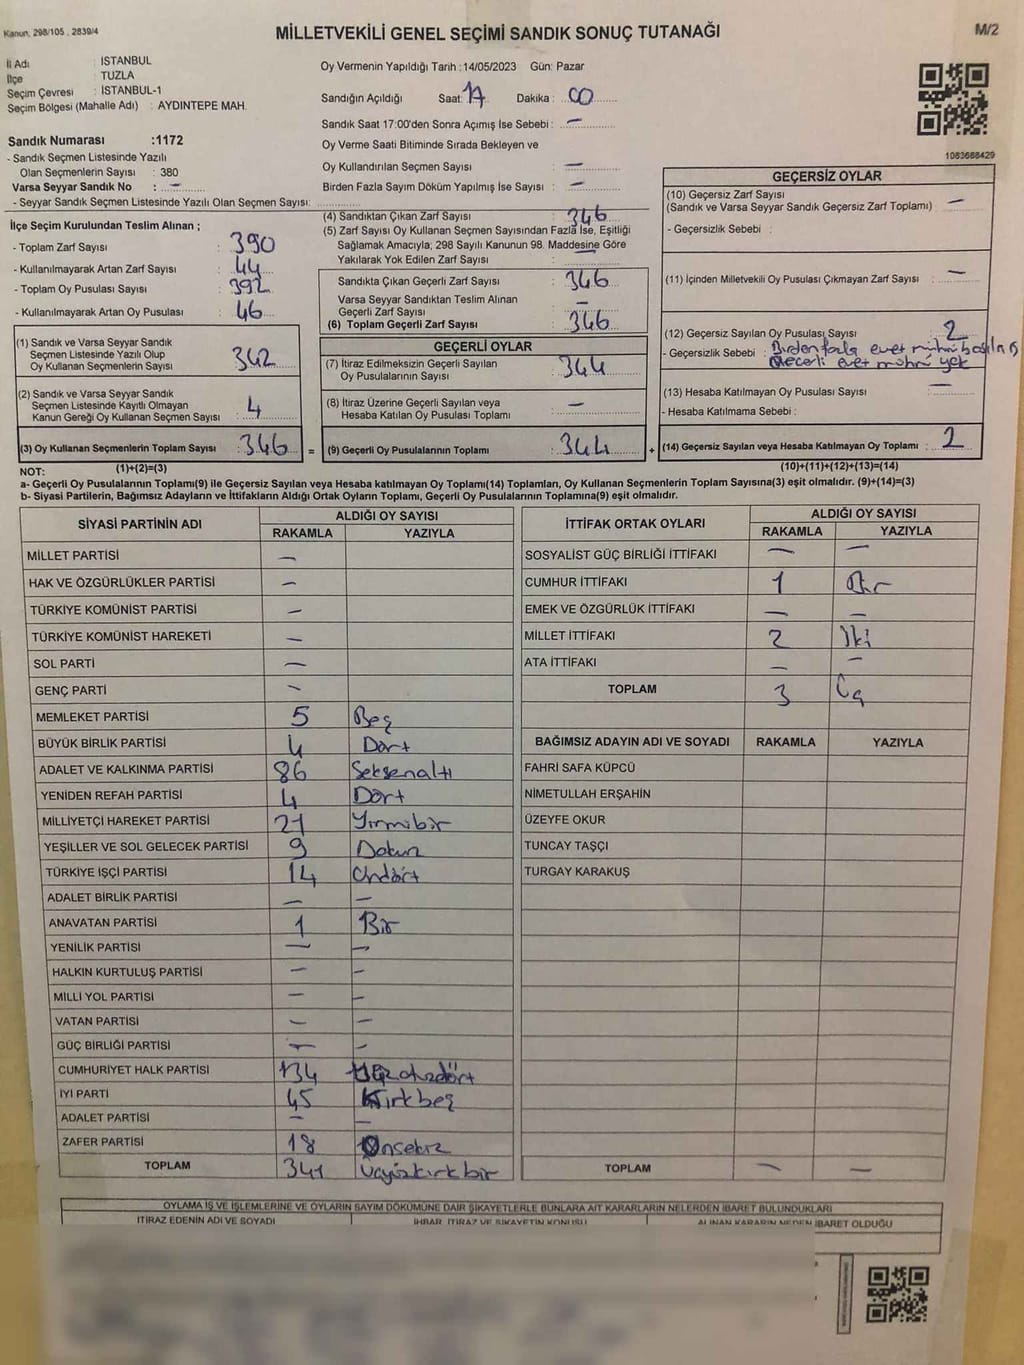 Kanun, 298/105 , 2839/4
MİLLETVEKİLİ GENEL SEÇİMİ SANDIK SONUÇ TUTANAĞI
M/2
İl Adı : İSTANBUL
İlçe : TUZLA
Seçim Çevresi : İSTANBUL-1
Seçim Bölgesi (Mahalle Adı) : AYDINTEPE MAH.
Sandık Numarası :1172
- Sandık Seçmen Listesinde Yazılı
Olan Seçmenlerin Sayısı : 380
Varsa Seyyar Sandık No : –
- Seyyar Sandık Seçmen Listesinde Yazılı Olan Seçmen Sayısı:
Oy Vermenin Yapıldığı Tarih :14/05/2023 Gün: Pazar
Sandığın Açıldığı Saat: 17 Dakika : 00
Sandık Saat 17:00'den Sonra Açımış İse Sebebi : –
Oy Verme Saati Bitiminde Sırada Bekleyen ve
Oy Kullandırılan Seçmen Sayısı : –
Birden Fazla Sayım Döküm Yapılmış İse Sayısı : –
1083688429
İlçe Seçim Kurulundan Teslim Alınan ;
- Toplam Zarf Sayısı : 390
- Kullanılmayarak Artan Zarf Sayısı : 44
- Toplam Oy Pusulası Sayısı : 392
- Kullanılmayarak Artan Oy Pusulası : 46
(1) Sandık ve Varsa Seyyar Sandık
Seçmen Listesinde Yazılı Olup
Oy Kullanan Seçmenlerin Sayısı : 342
(2) Sandık ve Varsa Seyyar Sandık
Seçmen Listesinde Kayıtlı Olmayan
Kanun Gereği Oy Kullanan Seçmen Sayısı : 4
(3) Oy Kullanan Seçmenlerin Toplam Sayısı : 346 =
(4) Sandıktan Çıkan Zarf Sayısı : 346
(5) Zarf Sayısı Oy Kullanan Seçmen Sayısından Fazla İse, Eşitliği
Sağlamak Amacıyla; 298 Sayılı Kanunun 98. Maddesine Göre
Yakılarak Yok Edilen Zarf Sayısı : –
Sandıkta Çıkan Geçerli Zarf Sayısı : 346
Varsa Seyyar Sandıktan Teslim Alınan
Geçerli Zarf Sayısı : –
(6) Toplam Geçerli Zarf Sayısı : 346
GEÇERLİ OYLAR
(7) İtiraz Edilmeksizin Geçerli Sayılan
Oy Pusulalarının Sayısı : 344
(8) İtiraz Üzerine Geçerli Sayılan veya
Hesaba Katılan Oy Pusulası Toplamı : –
(9) Geçerli Oy Pusulalarının Toplamı : 344 +
GEÇERSİZ OYLAR
(10) Geçersiz Zarf Sayısı
(Sandık ve Varsa Seyyar Sandık Geçersiz Zarf Toplamı) : –
- Geçersizlik Sebebi :
(11) İçinden Milletvekili Oy Pusulası Çıkmayan Zarf Sayısı : –
(12) Geçersiz Sayılan Oy Pusulası Sayısı : 2
- Geçersizlik Sebebi : Birden fazla evet mührü basılmış
Geçerli evet mührü yok
(13) Hesaba Katılmayan Oy Pusulası Sayısı : –
- Hesaba Katılmama Sebebi :
(14) Geçersiz Sayılan veya Hesaba Katılmayan Oy Toplamı : 2
NOT: (1)+(2)=(3)
(10)+(11)+(12)+(13)=(14)
a- Geçerli Oy Pusulalarının Toplamı(9) ile Geçersiz Sayılan veya Hesaba katılmayan Oy Toplamı(14) Toplamları, Oy Kullanan Seçmenlerin Toplam Sayısına(3) eşit olmalıdır. (9)+(14)=(3)
b- Siyasi Partilerin, Bağımsız Adayların ve İttifakların Aldığı Ortak Oyların Toplamı, Geçerli Oy Pusulalarının Toplamına(9) eşit olmalıdır.
SİYASİ PARTİNİN ADI ALDIĞI OY SAYISI
RAKAMLA YAZIYLA
MİLLET PARTİSİ –
HAK VE ÖZGÜRLÜKLER PARTİSİ –
TÜRKİYE KOMÜNİST PARTİSİ –
TÜRKİYE KOMÜNİST HAREKETİ –
SOL PARTİ –
GENÇ PARTİ –
MEMLEKET PARTİSİ 5 Beş
BÜYÜK BİRLİK PARTİSİ 4 Dört
ADALET VE KALKINMA PARTİSİ 86 Seksenaltı
YENİDEN REFAH PARTİSİ 4 Dört
MİLLİYETÇİ HAREKET PARTİSİ 21 Yirmibir
YEŞİLLER VE SOL GELECEK PARTİSİ 9 Dokuz
TÜRKİYE İŞÇİ PARTİSİ 14 Ondört
ADALET BİRLİK PARTİSİ – –
ANAVATAN PARTİSİ 1 Bir
YENİLİK PARTİSİ – –
HALKIN KURTULUŞ PARTİSİ – –
MİLLİ YOL PARTİSİ – –
VATAN PARTİSİ – –
GÜÇ BİRLİĞİ PARTİSİ – –
CUMHURİYET HALK PARTİSİ 134 Yüzotuzdört
İYİ PARTİ 45 Kırkbeş
ADALET PARTİSİ – –
ZAFER PARTİSİ 18 Onsekiz
TOPLAM 341 Üçyüzkırkbir
İTTİFAK ORTAK OYLARI ALDIĞI OY SAYISI
RAKAMLA YAZIYLA
SOSYALİST GÜÇ BİRLİĞİ İTTİFAKI – –
CUMHUR İTTİFAKI 1 Bir
EMEK VE ÖZGÜRLÜK İTTİFAKI – –
MİLLET İTTİFAKI 2 İki
ATA İTTİFAKI – –
TOPLAM 3 Üç
BAĞIMSIZ ADAYIN ADI VE SOYADI RAKAMLA YAZIYLA
FAHRİ SAFA KÜPCÜ
NİMETULLAH ERŞAHİN
ÜZEYFE OKUR
TUNCAY TAŞÇI
TURGAY KARAKUŞ
TOPLAM – –
OYLAMA İŞ VE İŞLEMLERİNE VE OYLARIN SAYIM DÖKÜMÜNE DAİR ŞİKAYETLERLE BUNLARA AİT KARARLARIN NELERDEN İBARET BULUNDUKLARI
İTİRAZ EDENİN ADI VE SOYADI İHBAR, İTİRAZ VE ŞİKAYETİN KONUSU ALINAN KARARIN NEDEN İBARET OLDUĞU